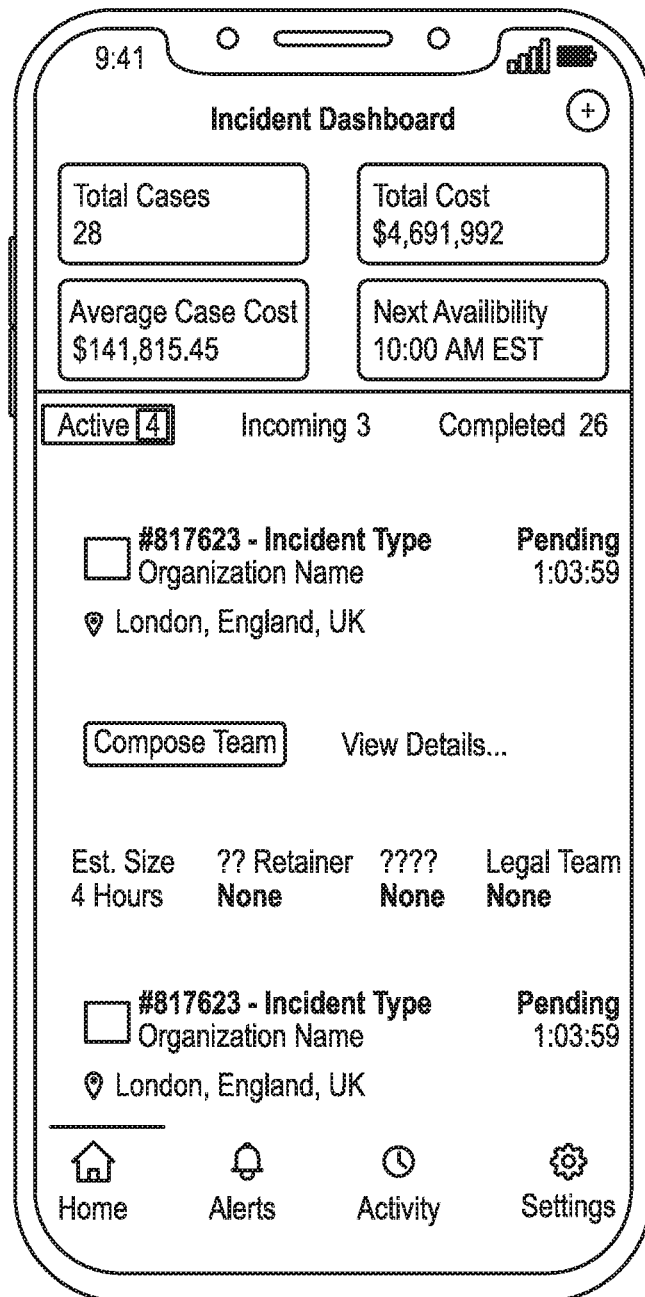 9:41
Incident Dashboard
Total Cases
28
Total Cost
$4,691,992
Average Case Cost
$141,815.45
Next Availibility
10:00 AM EST
Active 4 Incoming 3 Completed 26
#817623 - Incident Type Pending
Organization Name 1:03:59
London, England, UK
Compose Team View Details...
Est. Size ?? Retainer ???? Legal Team
4 Hours None None None
#817623 - Incident Type Pending
Organization Name 1:03:59
London, England, UK
Home Alerts Activity Settings